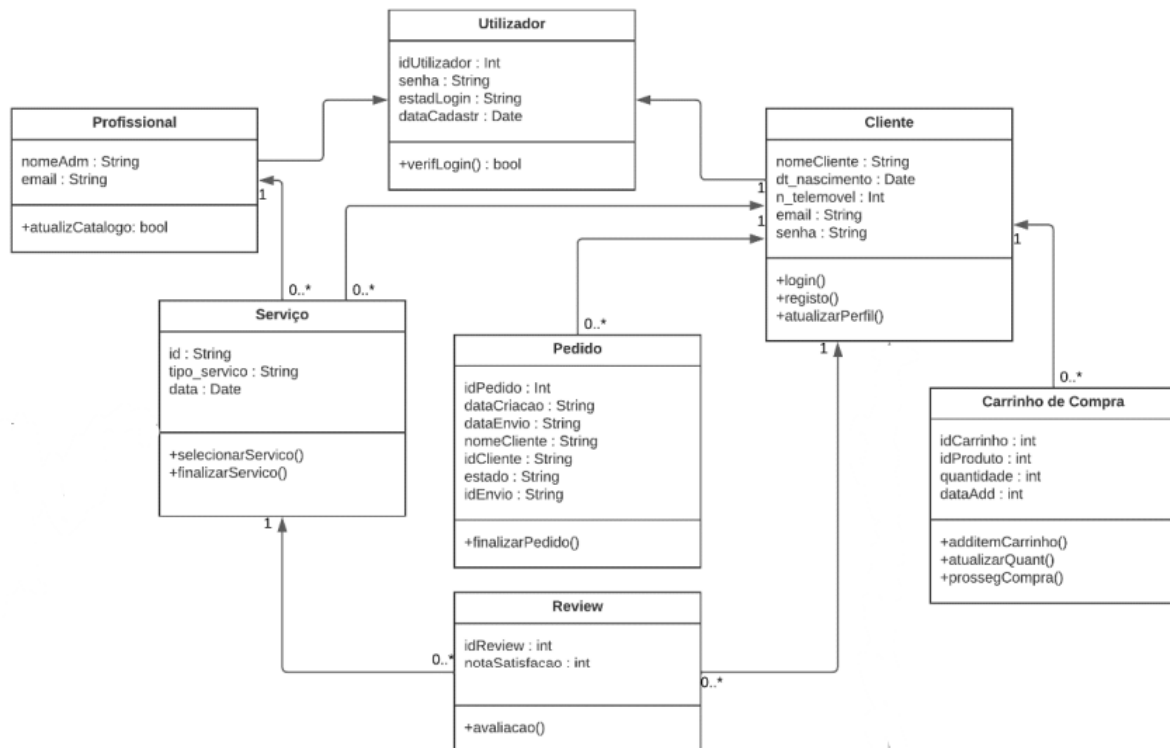 Utilizador
idUtilizador : Int
senha : String
estadLogin : String
dataCadastr : Date
+verifLogin() : bool
Profissional
nomeAdm : String
email : String
+atualizCatalogo: bool
1
Cliente
nomeCliente : String
dt_nascimento : Date
n_telemovel : Int
email : String
senha : String
+login()
+registo()
+atualizarPerfil()
1
1
1
1
0..*
0..*
Serviço
id : String
tipo_servico : String
data : Date
+selecionarServico()
+finalizarServico()
1
0..*
Pedido
idPedido : Int
dataCriacao : String
dataEnvio : String
nomeCliente : String
idCliente : String
estado : String
idEnvio : String
+finalizarPedido()
0..*
Carrinho de Compra
idCarrinho : int
idProduto : int
quantidade : int
dataAdd : int
+additemCarrinho()
+atualizarQuant()
+prossegCompra()
Review
idReview : int
notaSatisfacao : int
+avaliacao()
0..*
0..*